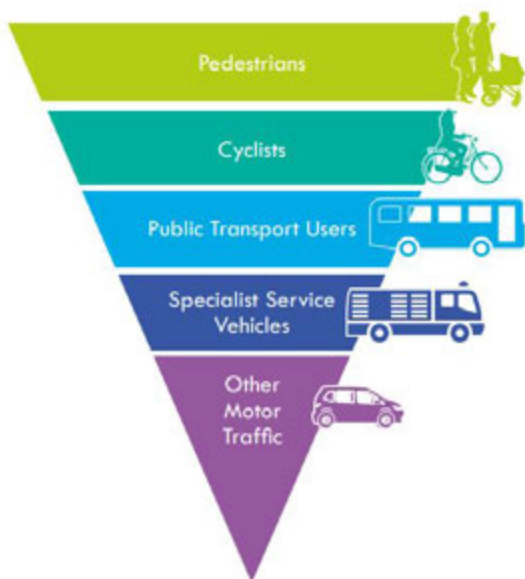 Pedestrians
Cyclists
Public Transport Users
Specialist Service
Vehicles
Other
Motor
Traffic